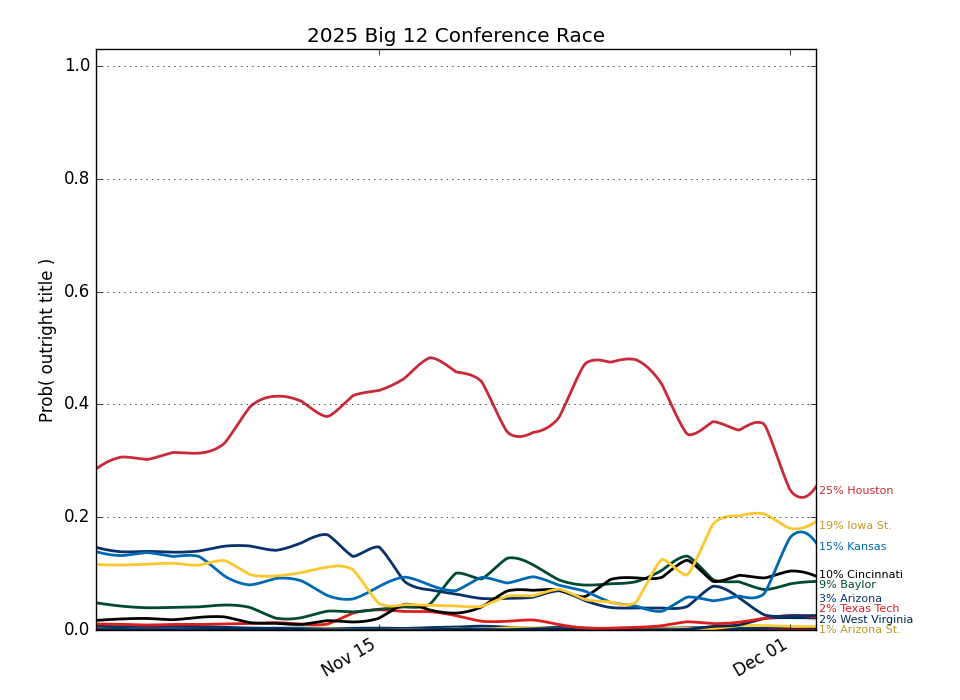 2025 Big 12 Conference Race
1.0
0.8
0.6
0.4
0.2
0.0
Prob( outright title )
Nov 15
Dec 01
25% Houston
19% Iowa St.
15% Kansas
10% Cincinnati
9% Baylor
3% Arizona
2% Texas Tech
2% West Virginia
1% Arizona St.